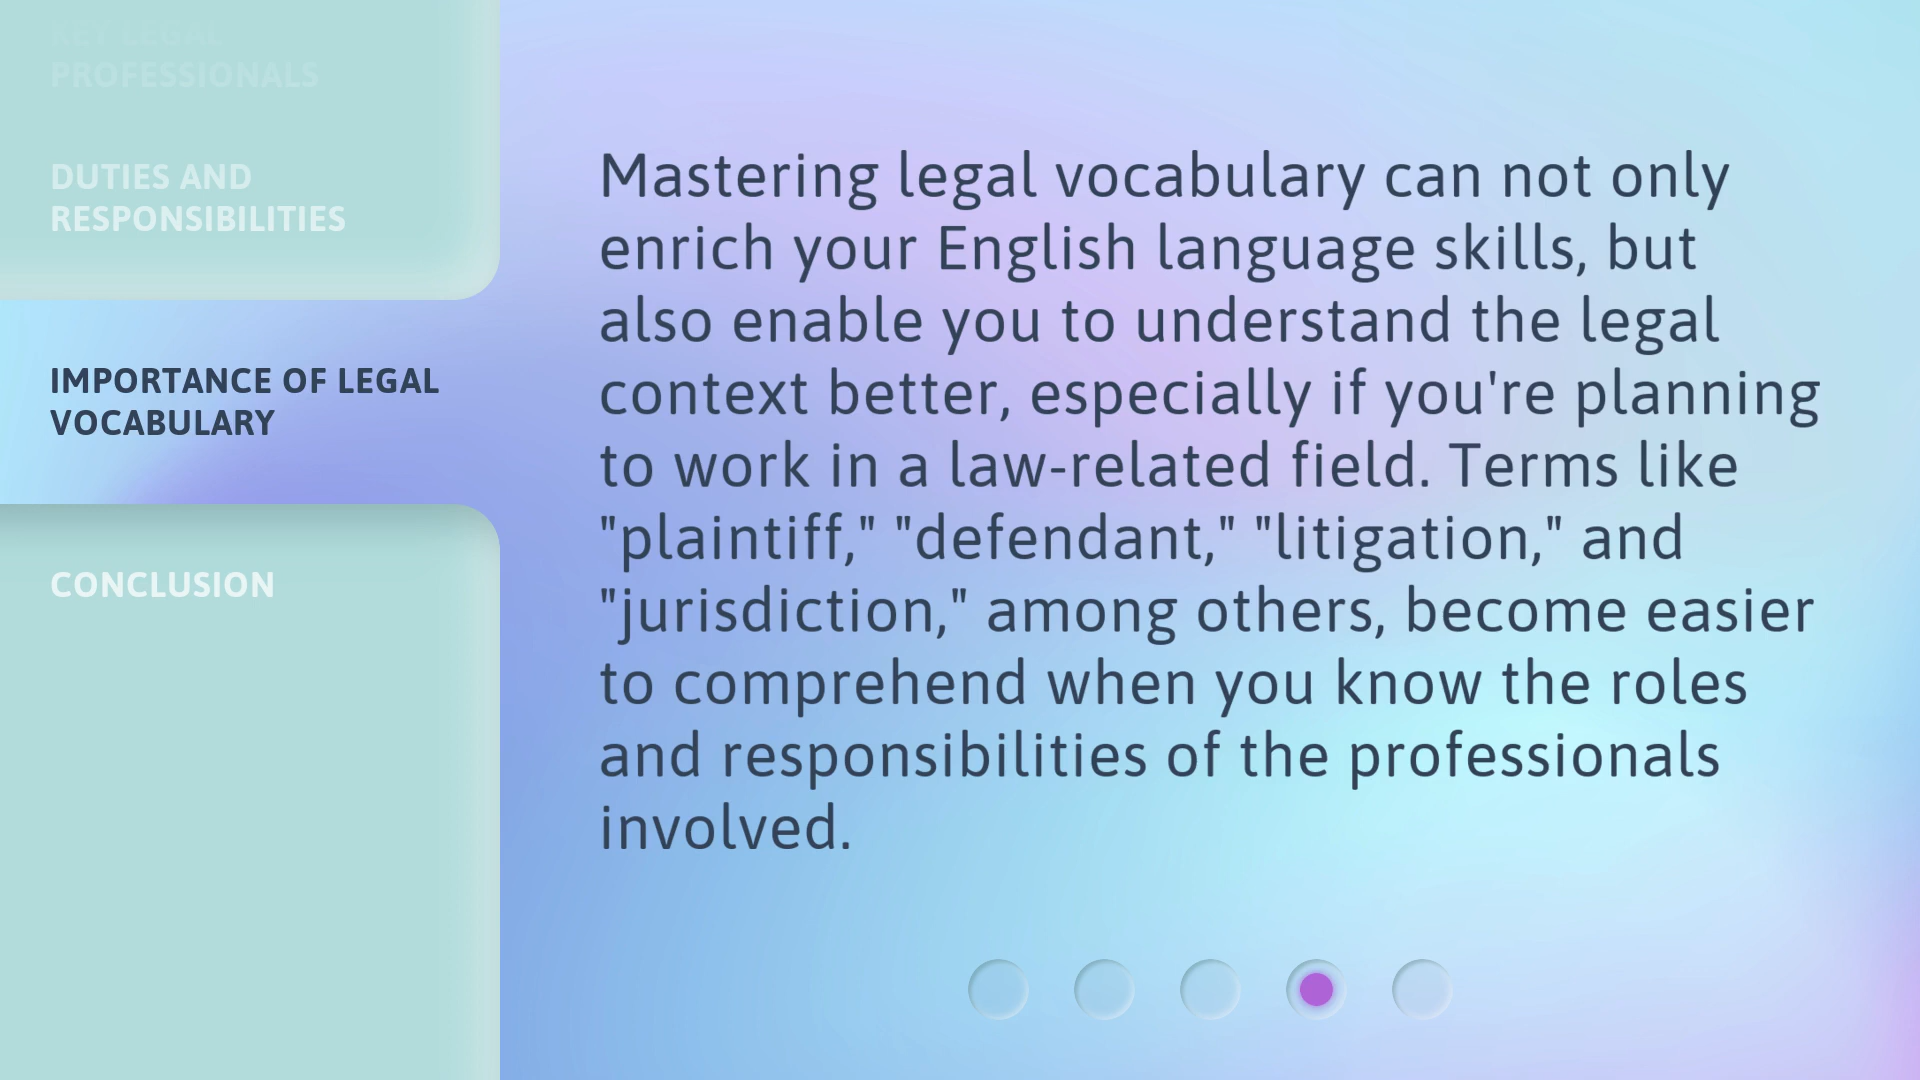 KEY LEGAL
PROFESSIONALS
DUTIES AND
RESPONSIBILITIES
IMPORTANCE OF LEGAL
VOCABULARY
CONCLUSION
Mastering legal vocabulary can not only
enrich your English language skills, but
also enable you to understand the legal
context better, especially if you're planning
to work in a law-related field. Terms like
"plaintiff," "defendant," "litigation," and
"jurisdiction," among others, become easier
to comprehend when you know the roles
and responsibilities of the professionals
involved.